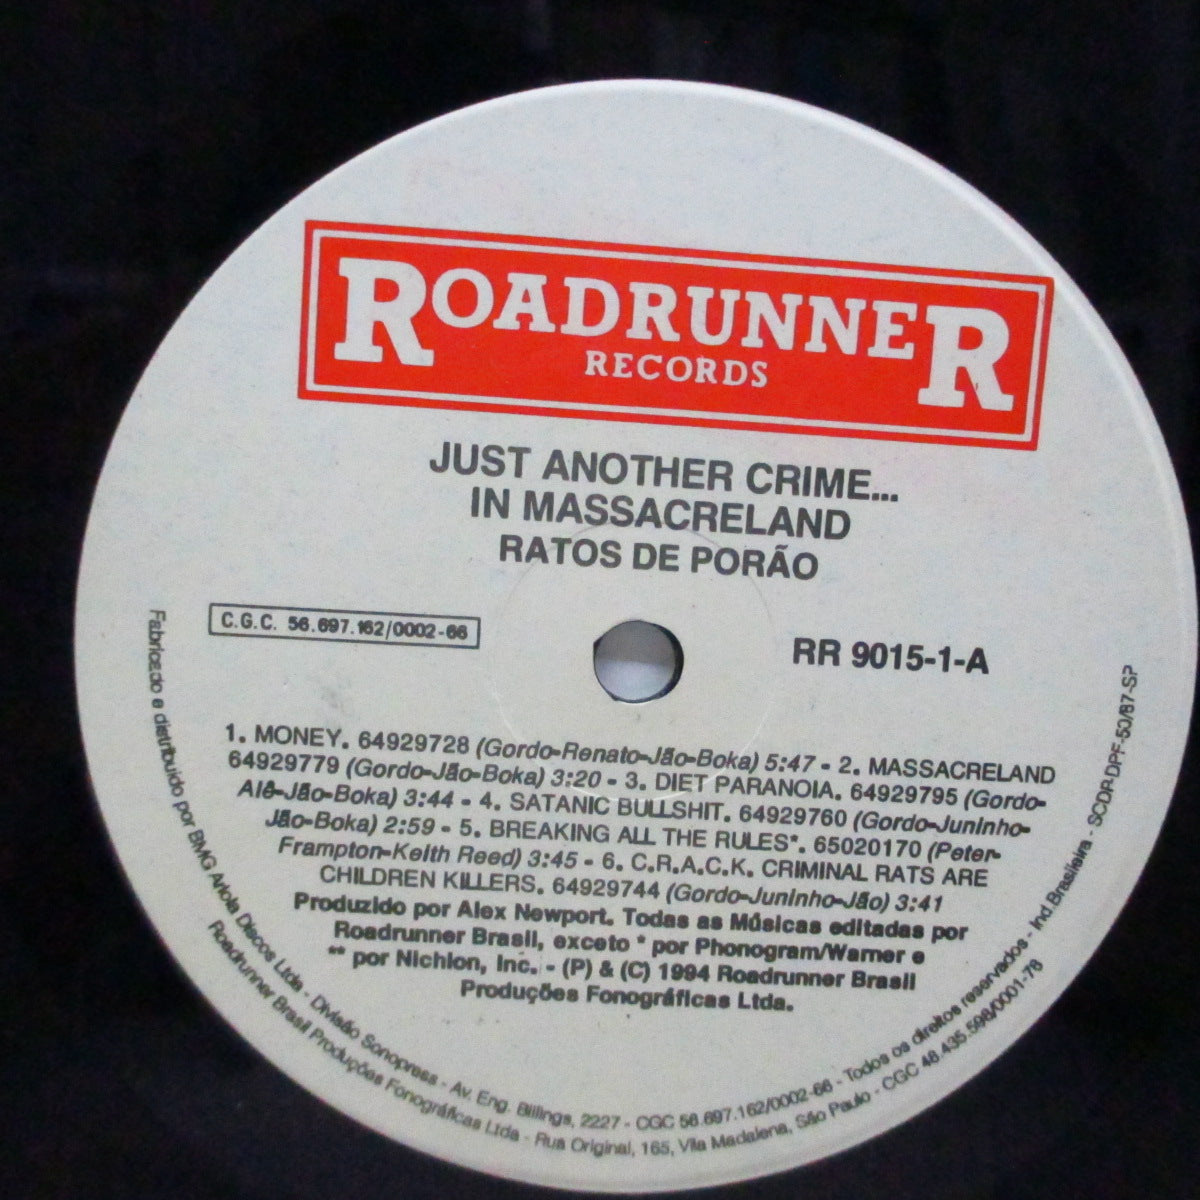 ROADRUNNER
RECORDS
JUST ANOTHER CRIME...
IN MASSACRELAND
RATOS DE PORÃO
C.G.C. 56.697.162/0002-66
RR 9015-1-A
1. MONEY. 64929728 (Gordo-Renato-Jão-Boka) 5:47 - 2. MASSACRELAND
64929779 (Gordo-Jão-Boka) 3:20 - 3. DIET PARANOIA. 64929795 (Gordo-
Alê-Jão-Boka) 3:44 - 4. SATANIC BULLSHIT. 64929760 (Gordo-Juninho-
Jão-Boka) 2:59 - 5. BREAKING ALL THE RULES*. 65020170 (Peter-
Frampton-Keith Reed) 3:45 - 6. C.R.A.C.K. CRIMINAL RATS ARE
CHILDREN KILLERS. 64929744 (Gordo-Juninho-Jão) 3:41
Produzido por Alex Newport. Todas as Músicas editadas por
Roadrunner Brasil, exceto * por Phonogram/Warner e
** por Nichion, Inc. - (P) & (C) 1994 Roadrunner Brasil
Produções Fonográficas Ltda.
Fabricado e distribuído por BMG Ariola Discos Ltda - Divisão Sonopress - Av. Eng. Billings, 2227 - CGC 56.697.162/0002-66 - Todos os direitos reservados - Ind.Brasileira - SCDP.DPF-50/87-SP
Roadrunner Brasil Produções Fonográficas Ltda - Rua Original, 165, Vila Madalena, São Paulo - CGC 46.435.596/0001-78